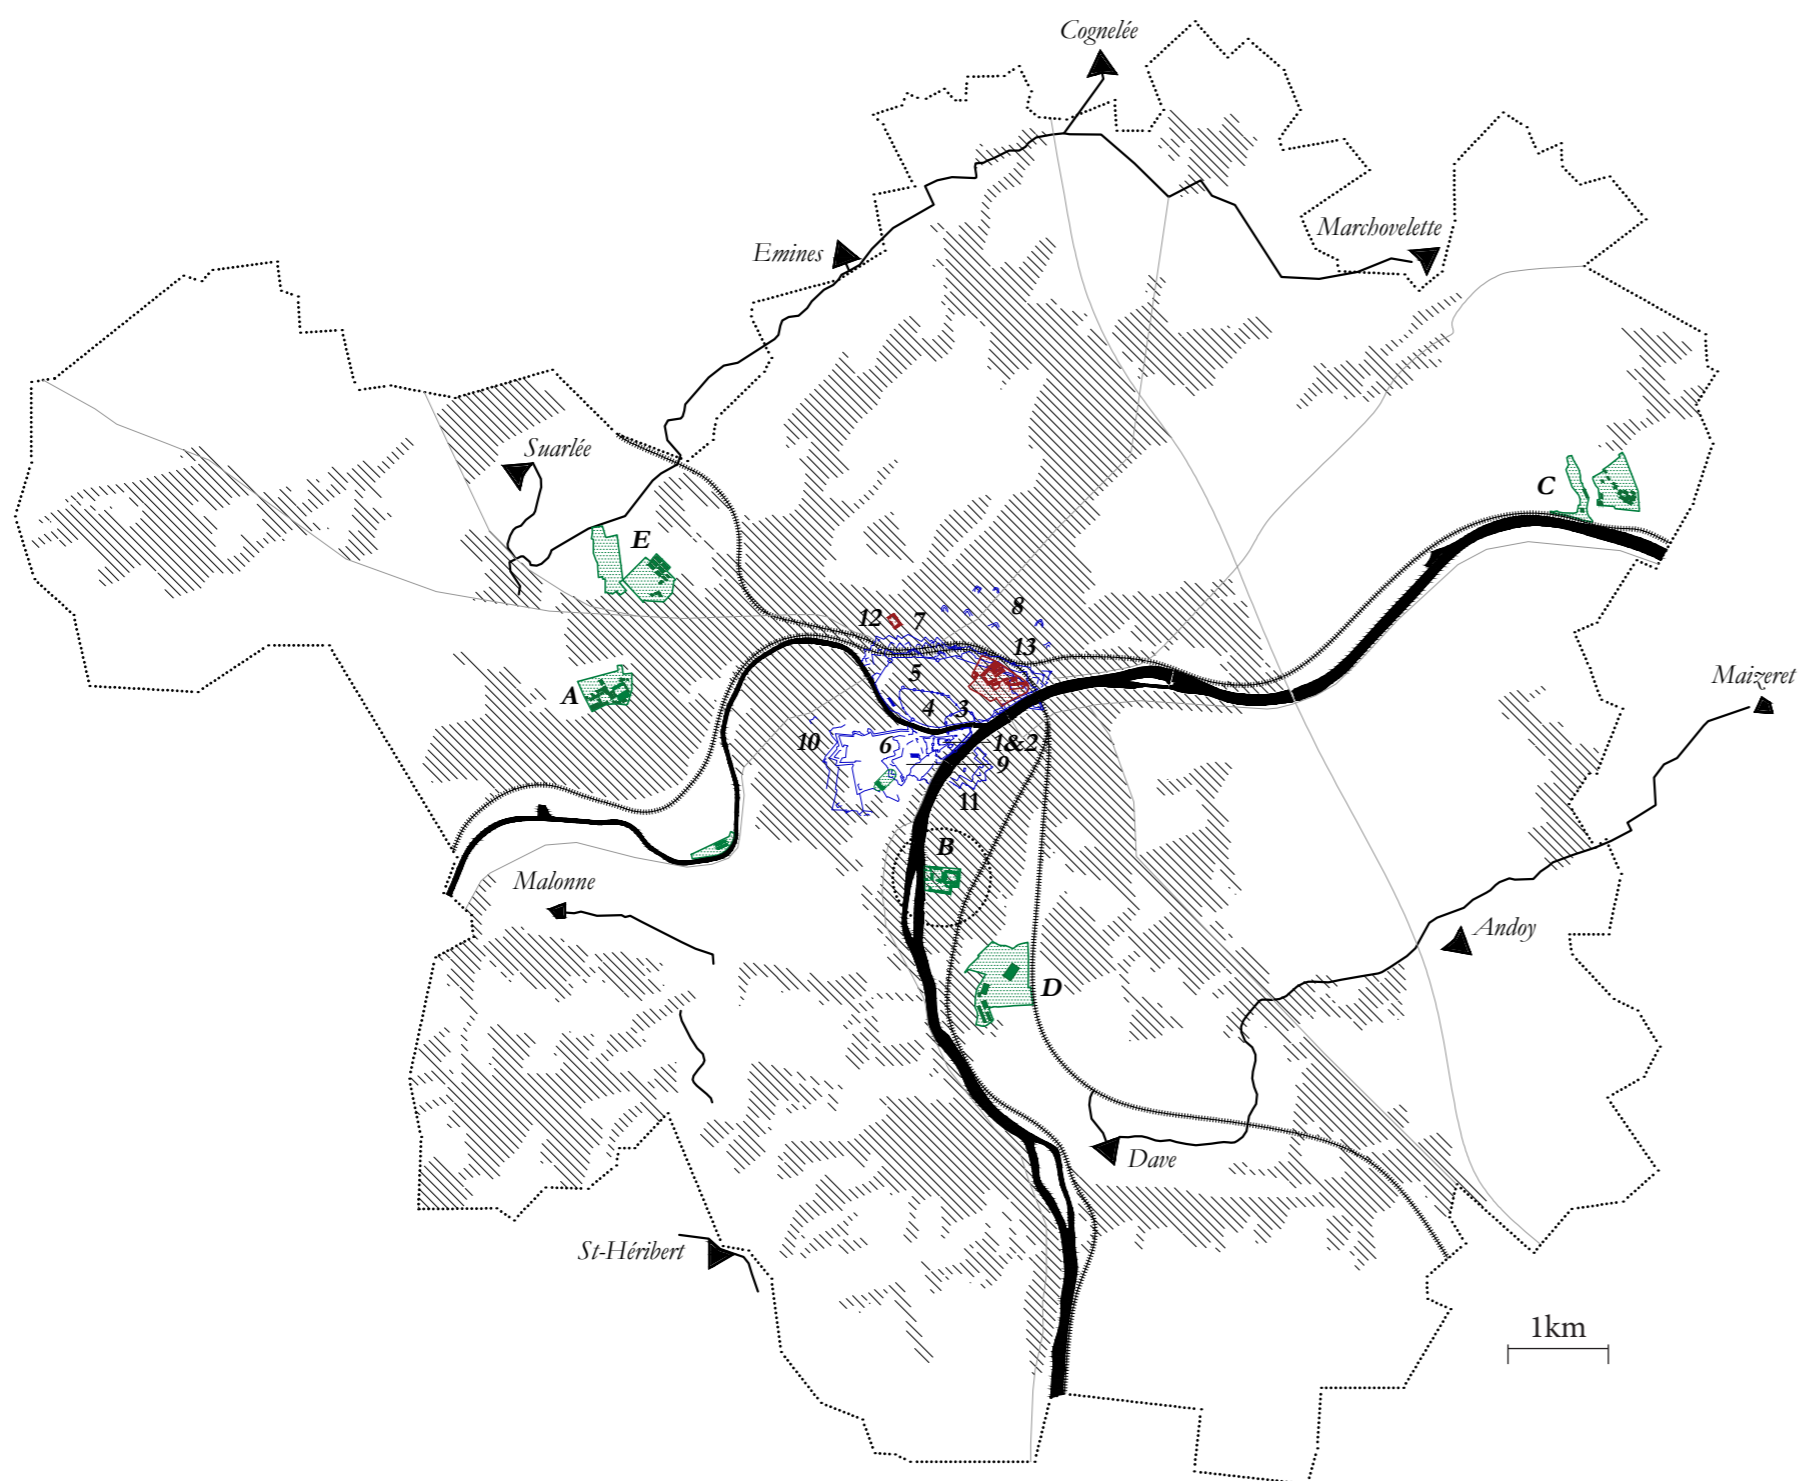 Cognelée
Marchovelette
Emines
Suarlée
C
E
12
7
8
13
A
5
4
3
Maizeret
10
6
1&2
9
11
B
Malonne
Andoy
D
Dave
St-Héribert
1km